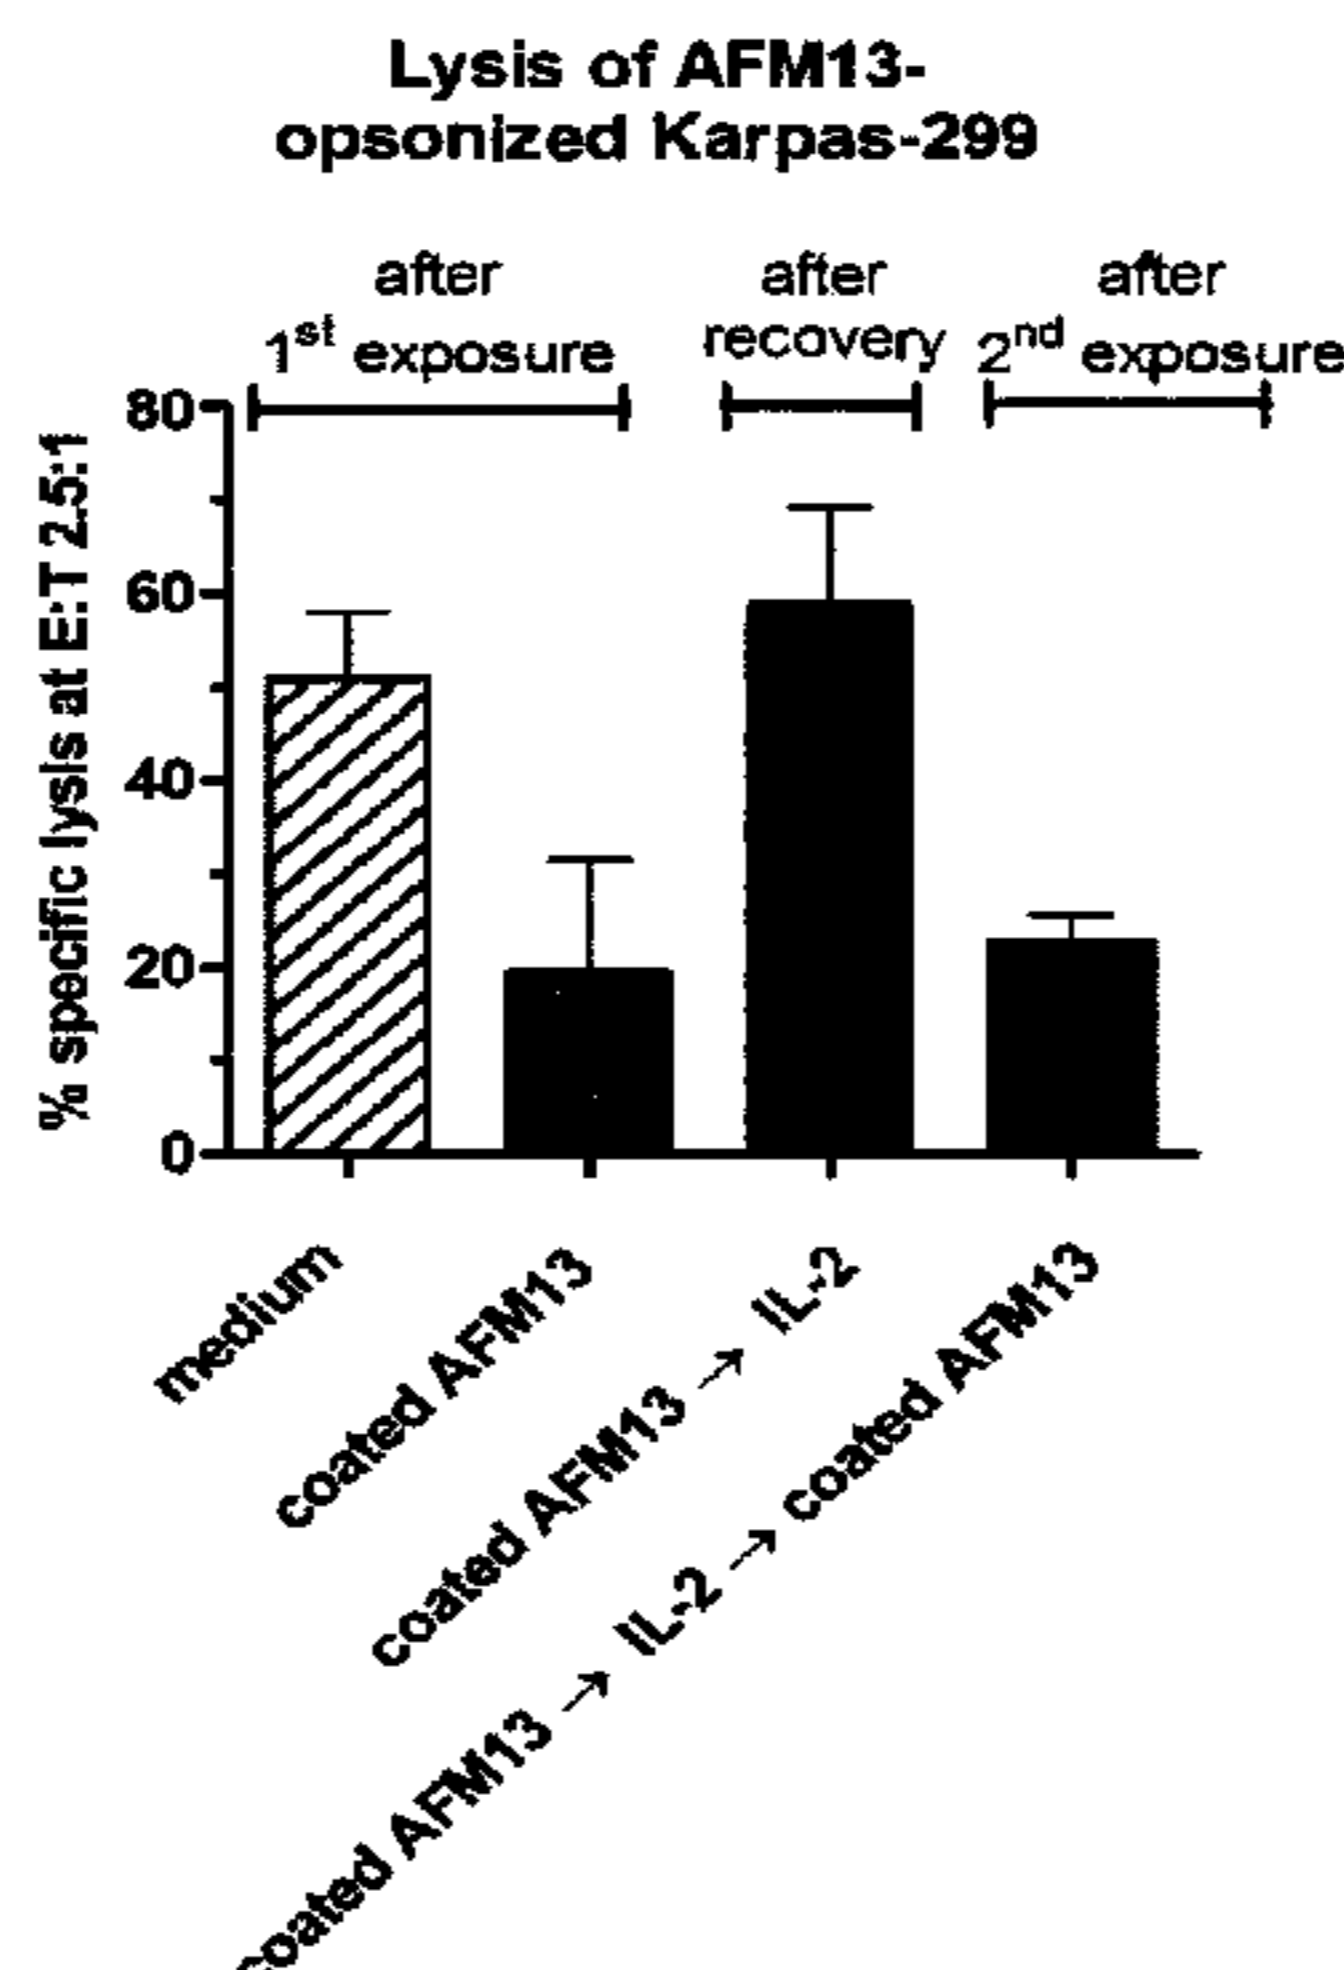 Lysis of AFM13-
opsonized Karpas-299
after
1st exposure
after
recovery
after
2nd exposure
% specific lysis at E:T 2.5:1
80
60
40
20
0
medium
coated AFM13
coated AFM13 → IL-2
coated AFM13 → IL-2 → coated AFM13